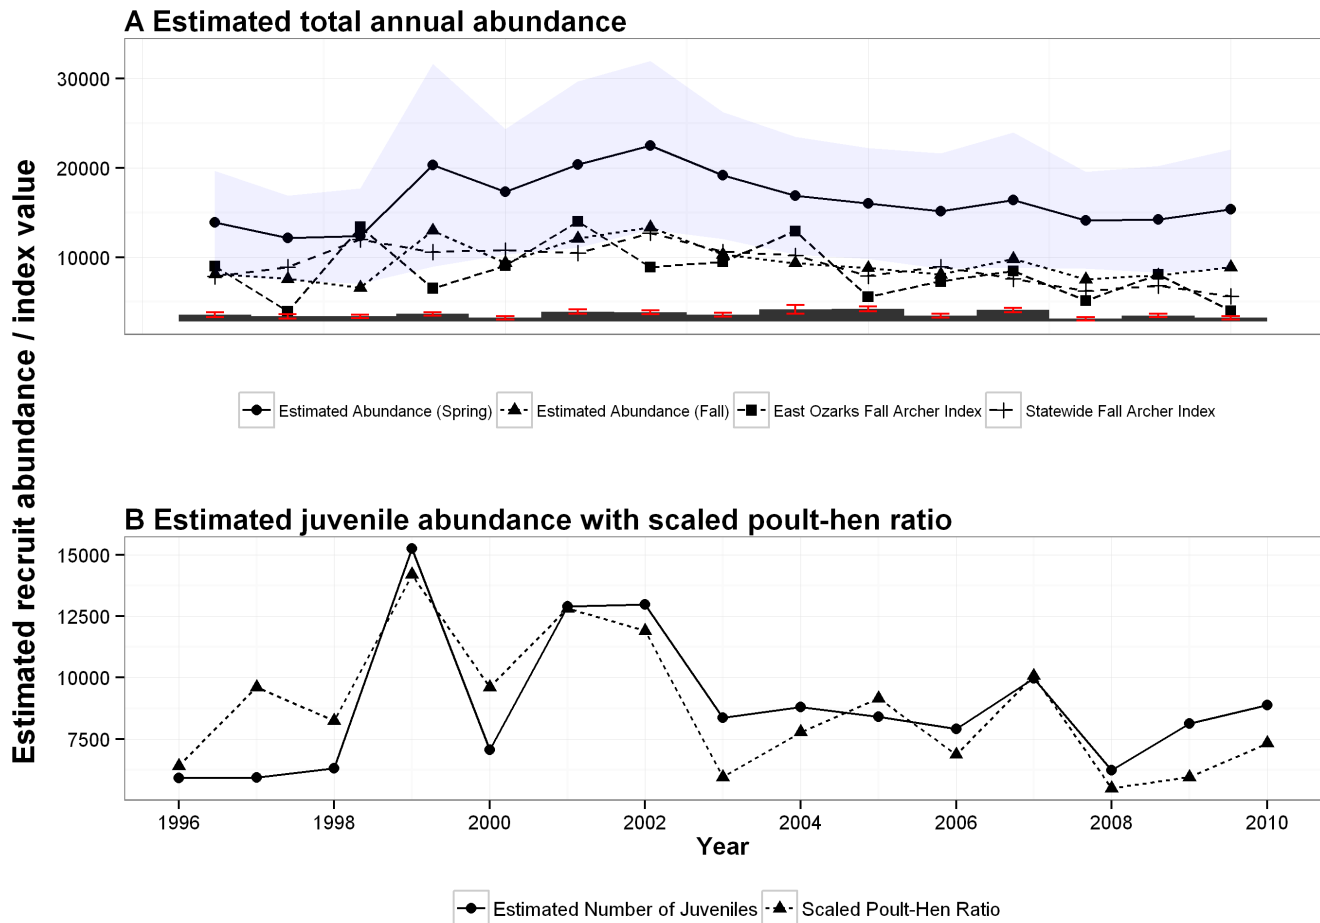 A Estimated total annual abundance
30000
20000
10000
Estimated Abundance (Spring) Estimated Abundance (Fall) East Ozarks Fall Archer Index Statewide Fall Archer Index
Estimated recruit abundance / index value
B Estimated juvenile abundance with scaled poult-hen ratio
15000
12500
10000
7500
1996 1998 2000 2002 2004 2006 2008 2010
Year
Estimated Number of Juveniles Scaled Poult-Hen Ratio